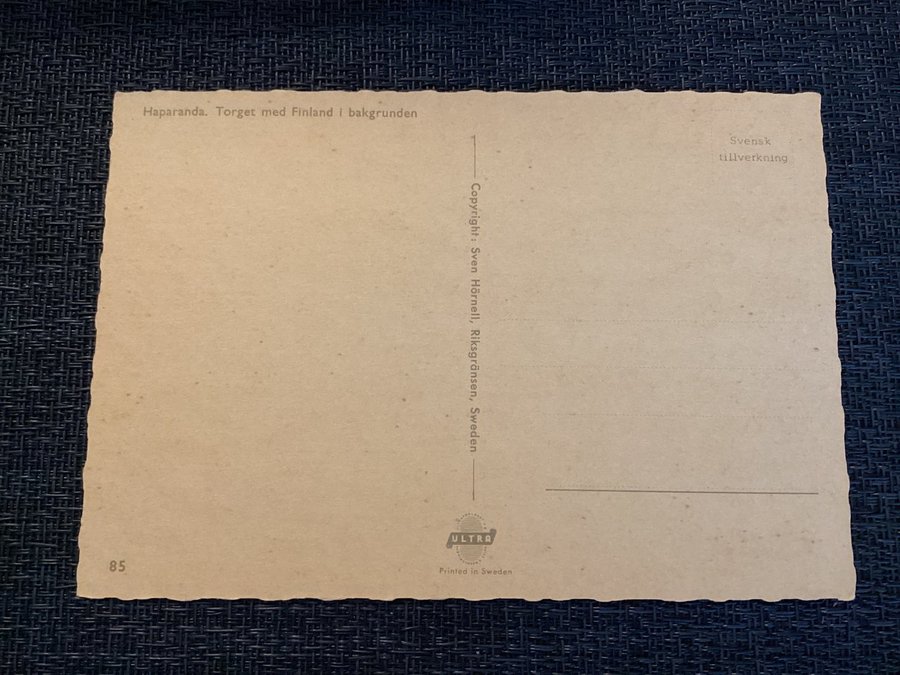 Haparanda. Torget med Finland i bakgrunden
Svensk
tillverkning
Copyright: Sven Hörnell, Riksgränsen, Sweden
ULTRA
Printed in Sweden
85